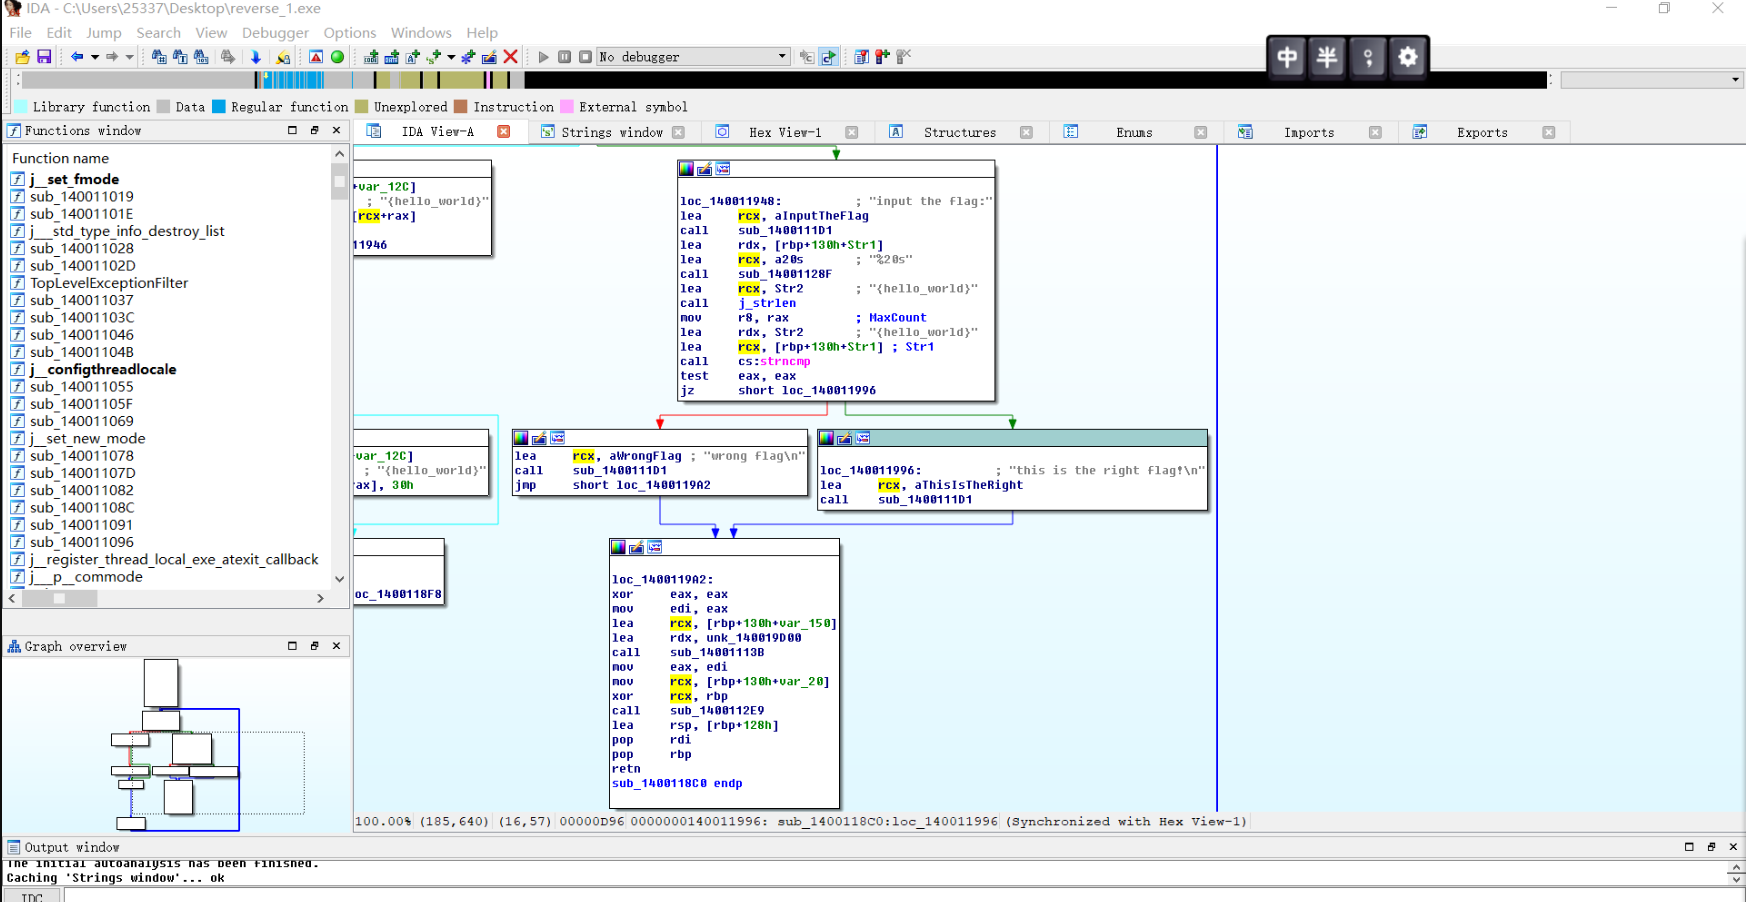 IDA - C:\Users\25337\Desktop\reverse_1.exe
File Edit Jump Search View Debugger Options Windows Help
No debugger
中 半 ;
Library function Data Regular function Unexplored Instruction External symbol
Functions window
IDA View-A Strings window Hex View-1 Structures Enums Imports Exports
Function name
j__set_fmode
sub_140011019
sub_14001101E
j___std_type_info_destroy_list
sub_140011028
sub_14001102D
TopLevelExceptionFilter
sub_140011037
sub_14001103C
sub_140011046
sub_14001104B
j__configthreadlocale
sub_140011055
sub_14001105F
sub_140011069
j__set_new_mode
sub_140011078
sub_14001107D
sub_140011082
sub_14001108C
sub_140011091
sub_140011096
j__register_thread_local_exe_atexit_callback
j___p__commode
Graph overview
+var_12C]
; "{hello_world}"
[rcx+rax]
11946
loc_140011948: ; "input the flag:"
lea rcx, aInputTheFlag
call sub_1400111D1
lea rdx, [rbp+130h+Str1]
lea rcx, a20s ; "%20s"
call sub_14001128F
lea rcx, Str2 ; "{hello_world}"
call j_strlen
mov r8, rax ; MaxCount
lea rdx, Str2 ; "{hello_world}"
lea rcx, [rbp+130h+Str1] ; Str1
call cs:strncmp
test eax, eax
jz short loc_140011996
var_12C]
; "{hello_world}"
rax], 30h
lea rcx, aWrongFlag ; "wrong flag\n"
call sub_1400111D1
jmp short loc_1400119A2
loc_140011996: ; "this is the right flag!\n"
lea rcx, aThisIsTheRight
call sub_1400111D1
oc_1400118F8
loc_1400119A2:
xor eax, eax
mov edi, eax
lea rcx, [rbp+130h+var_150]
lea rdx, unk_140019D00
call sub_14001113B
mov eax, edi
mov rcx, [rbp+130h+var_20]
xor rcx, rbp
call sub_1400112E9
lea rsp, [rbp+128h]
pop rdi
pop rbp
retn
sub_1400118C0 endp
100.00% (185,640) (16,57) 00000D96 0000000140011996: sub_1400118C0:loc_140011996 (Synchronized with Hex View-1)
Output window
The initial autoanalysis has been finished.
Caching 'Strings window'... ok
IDC